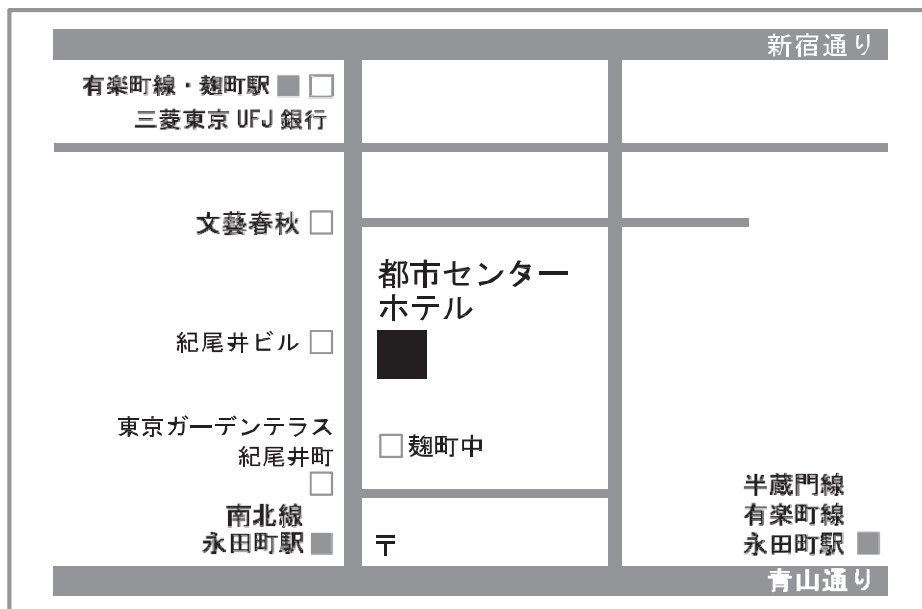 新宿通り
有楽町線・麹町駅
三菱東京UFJ銀行
文藝春秋
都市センター
ホテル
紀尾井ビル
東京ガーデンテラス
紀尾井町
麹町中
南北線
永田町駅
〒
半蔵門線
有楽町線
永田町駅
青山通り